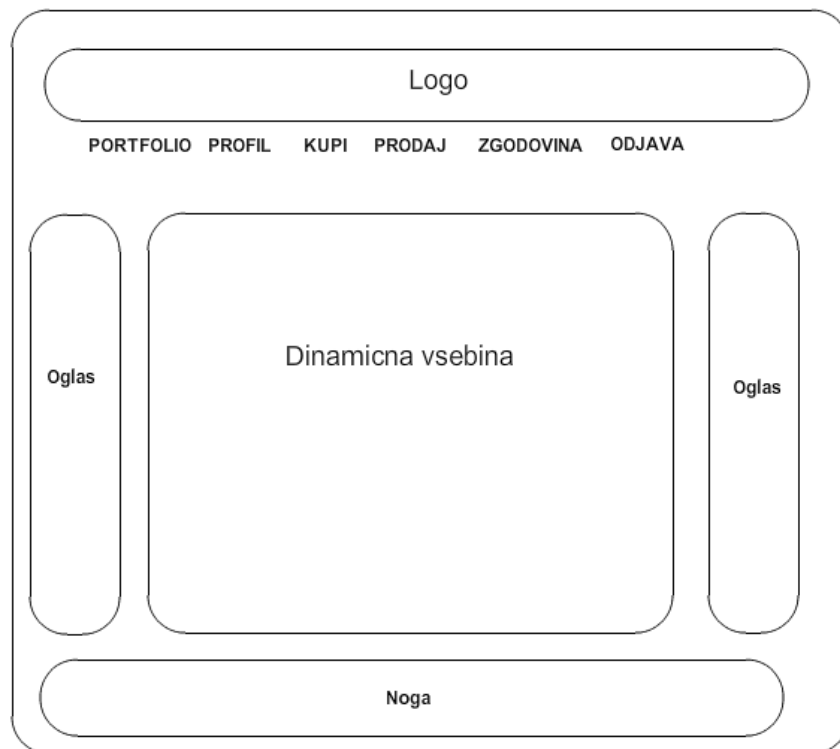 Logo
PORTFOLIO PROFIL KUPI PRODAJ ZGODOVINA ODJAVA
Dinamicna vsebina
Oglas
Oglas
Noga